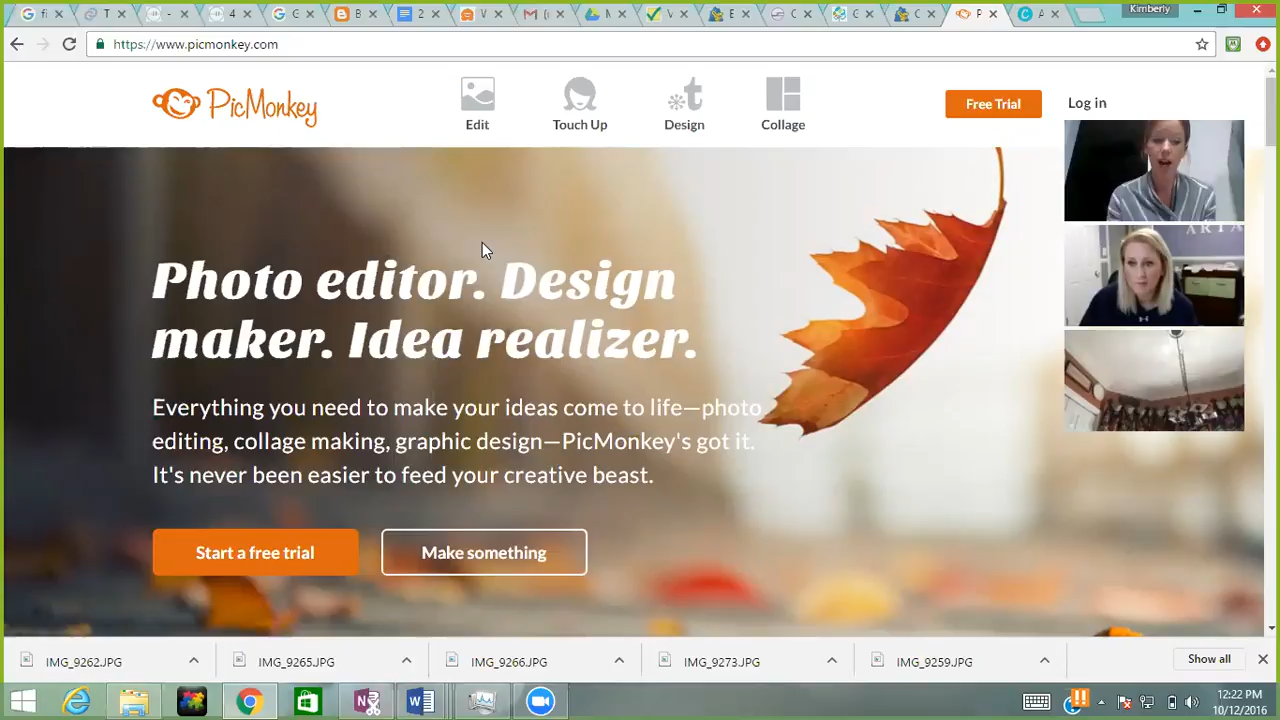 Kimberly
https://www.picmonkey.com
PicMonkey
Edit
Touch Up
Design
Collage
Free Trial
Log in
Photo editor. Design
maker. Idea realizer.
Everything you need to make your ideas come to life—photo
editing, collage making, graphic design—PicMonkey's got it.
It's never been easier to feed your creative beast.
Start a free trial
Make something
IMG_9262.JPG
IMG_9265.JPG
IMG_9266.JPG
IMG_9273.JPG
IMG_9259.JPG
Show all
12:22 PM
10/12/2016